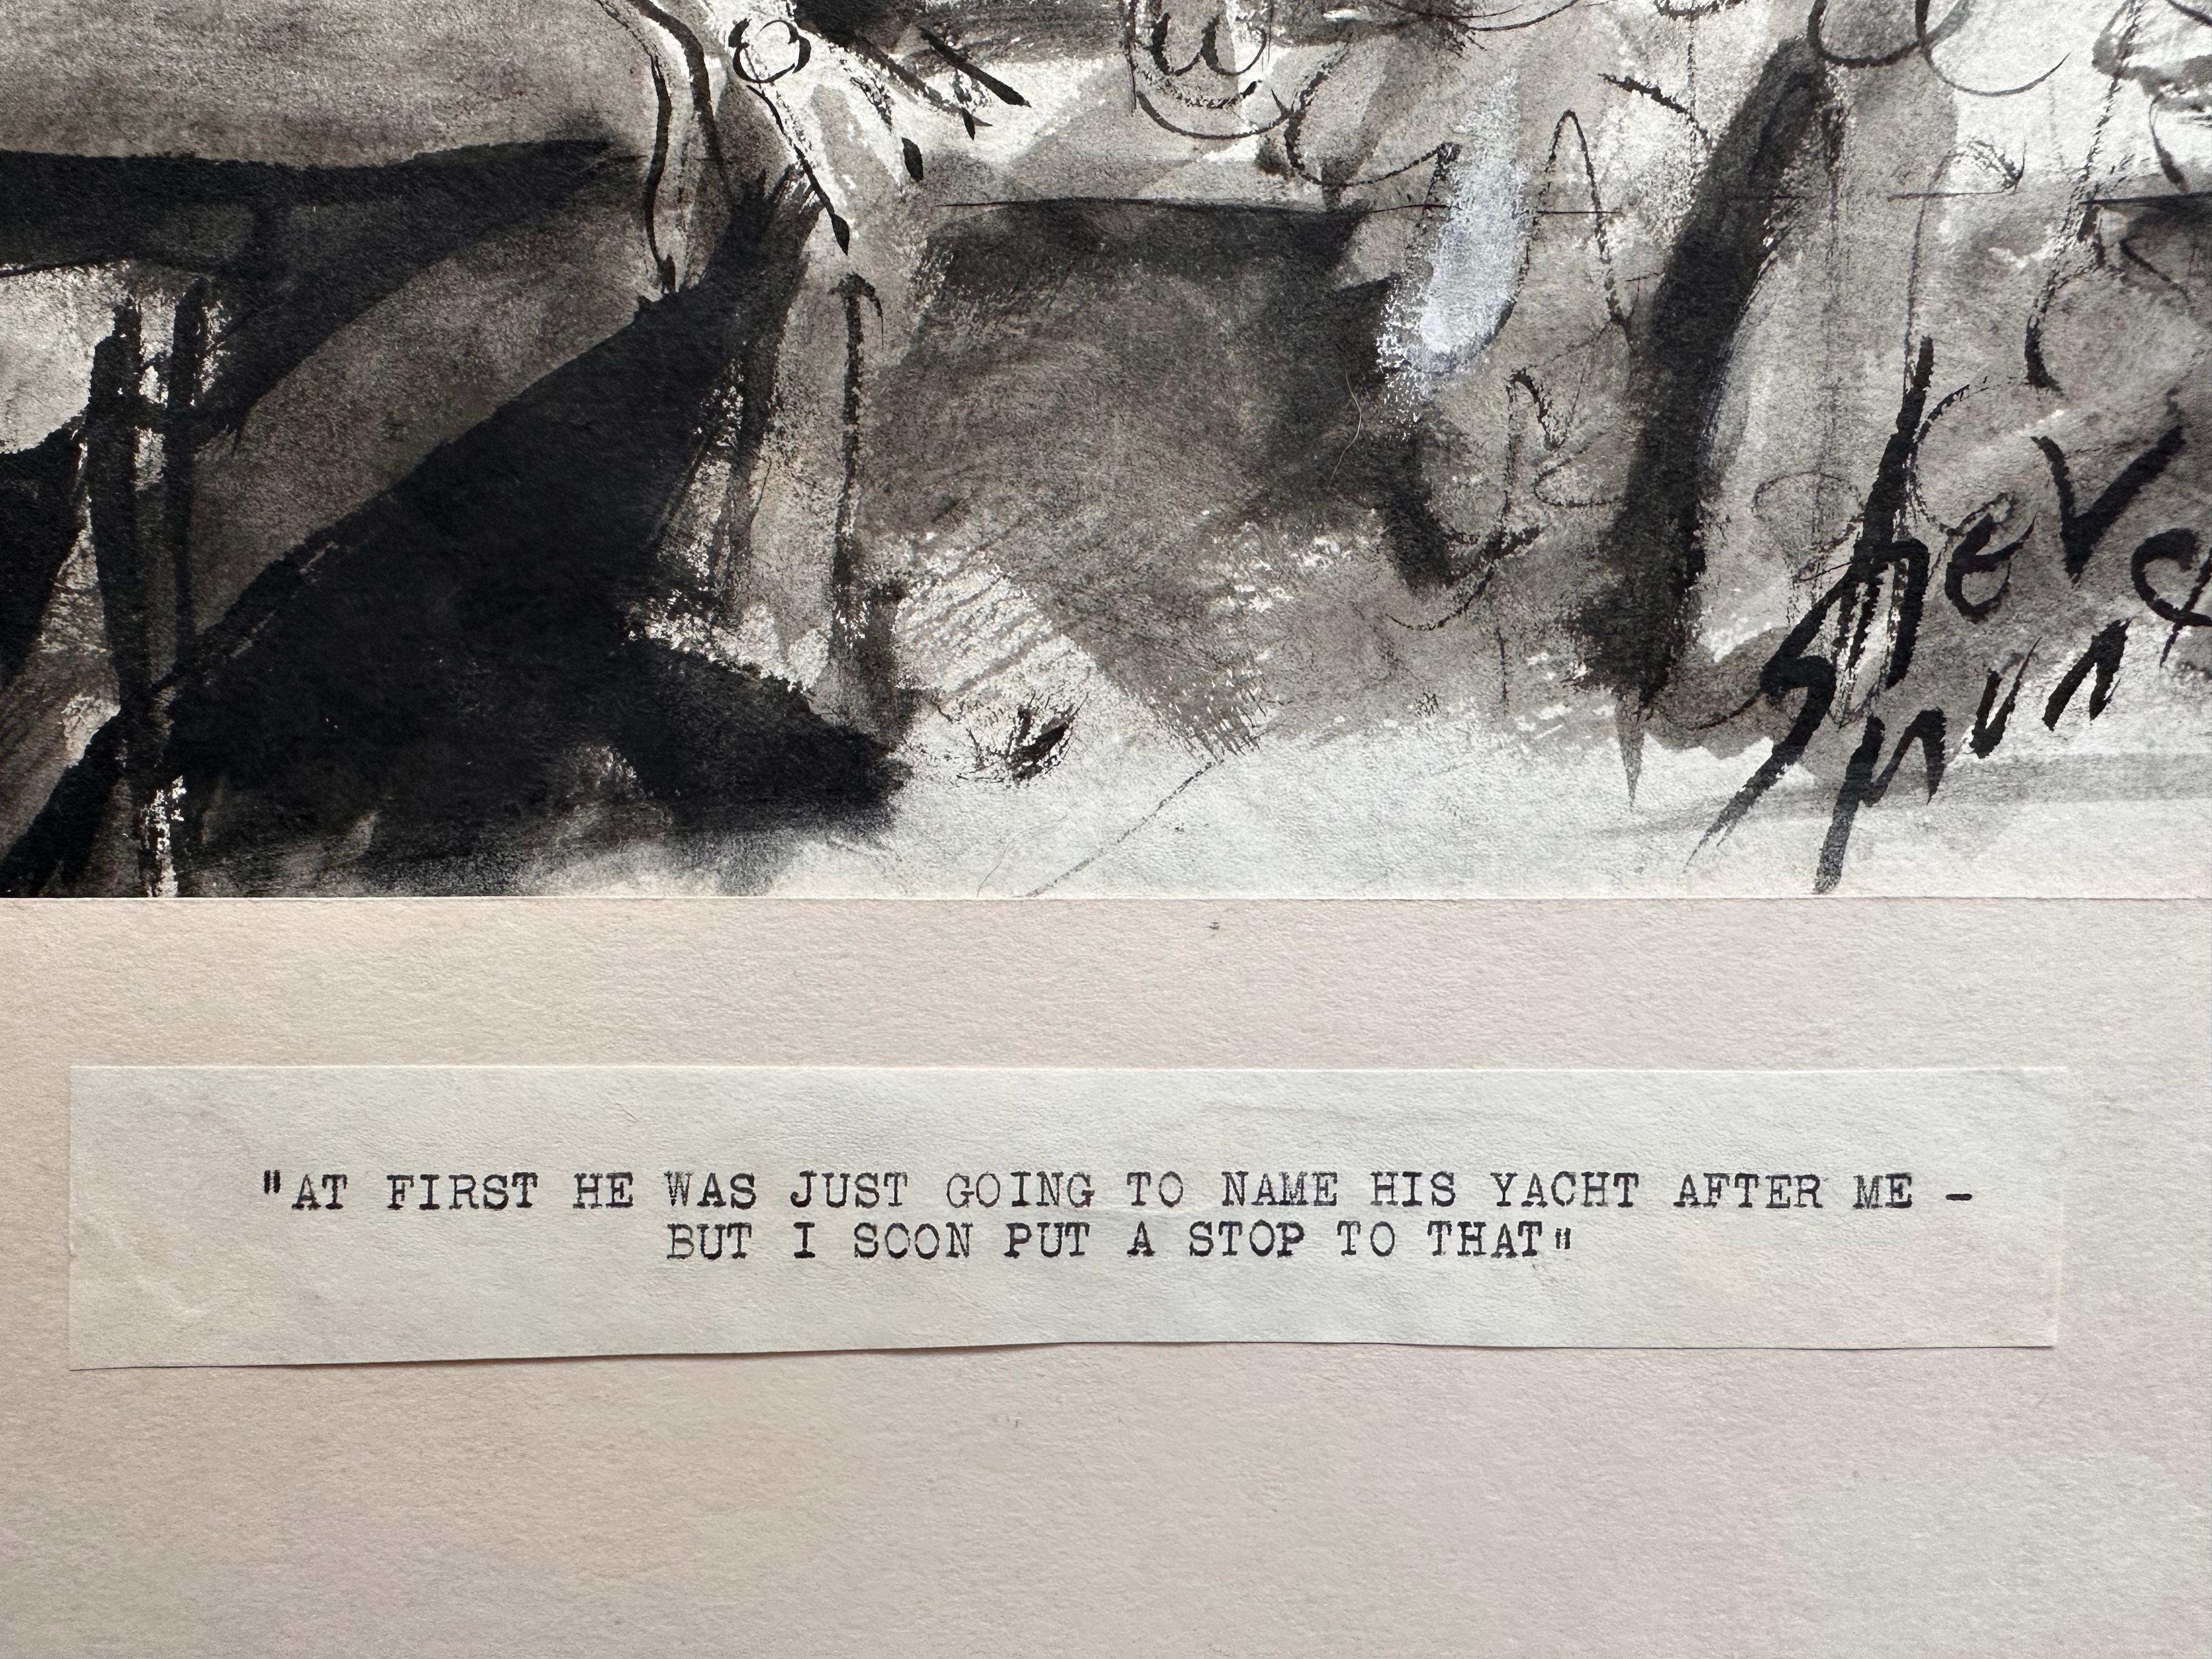 "AT FIRST HE WAS JUST GOING TO NAME HIS YACHT AFTER ME -
BUT I SOON PUT A STOP TO THAT"